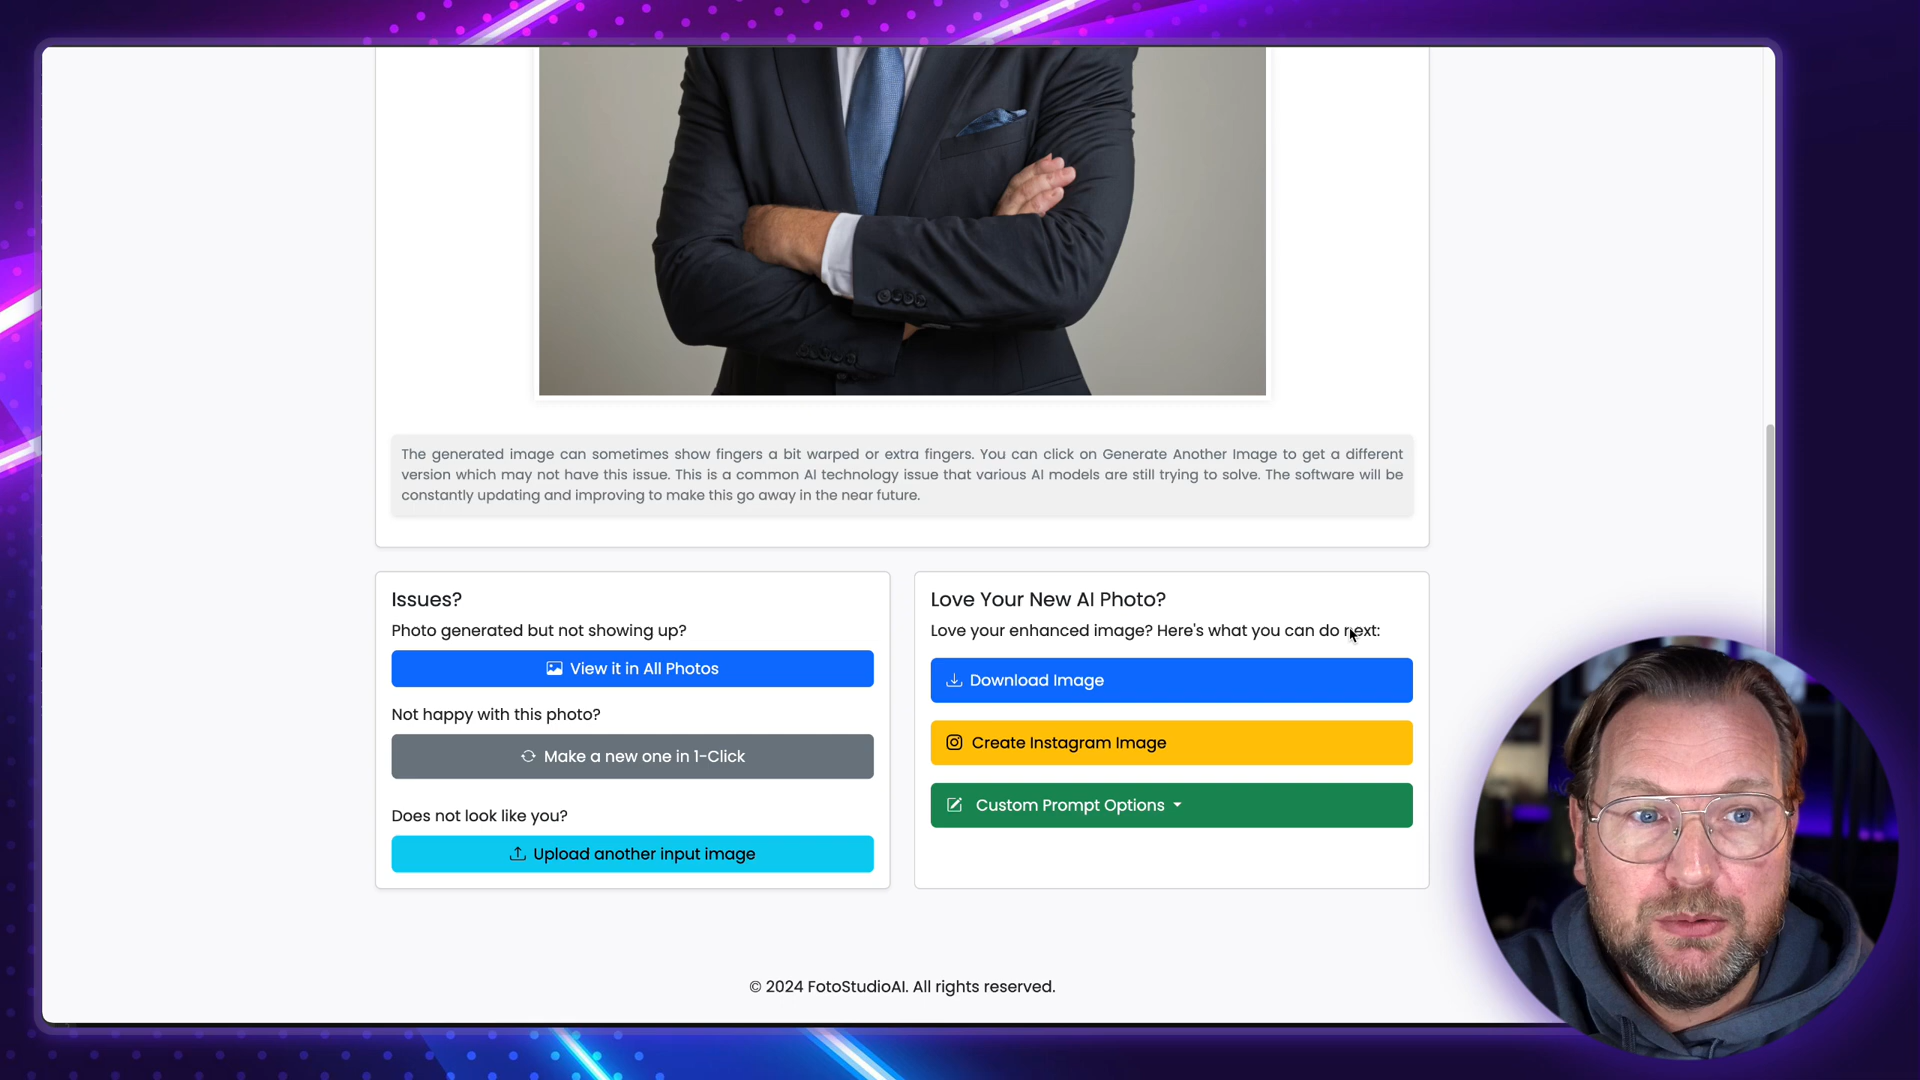 The generated image can sometimes show fingers a bit warped or extra fingers. You can click on Generate Another Image to get a different
version which may not have this issue. This is a common AI technology issue that various AI models are still trying to solve. The software will be
constantly updating and improving to make this go away in the near future.
Issues?
Photo generated but not showing up?
View it in All Photos
Not happy with this photo?
Make a new one in 1-Click
Does not look like you?
Upload another input image
Love Your New AI Photo?
Love your enhanced image? Here's what you can do next:
Download Image
Create Instagram Image
Custom Prompt Options
© 2024 FotoStudioAI. All rights reserved.